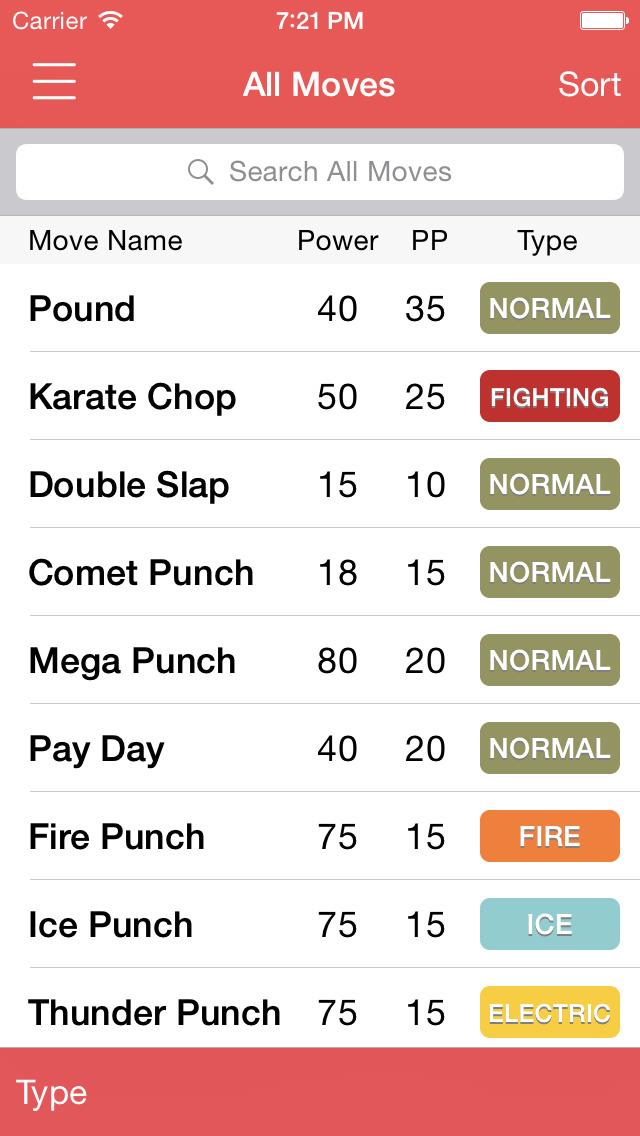 Carrier 7:21 PM
All Moves Sort
Search All Moves
Move Name Power PP Type
Pound 40 35 NORMAL
Karate Chop 50 25 FIGHTING
Double Slap 15 10 NORMAL
Comet Punch 18 15 NORMAL
Mega Punch 80 20 NORMAL
Pay Day 40 20 NORMAL
Fire Punch 75 15 FIRE
Ice Punch 75 15 ICE
Thunder Punch 75 15 ELECTRIC
Type